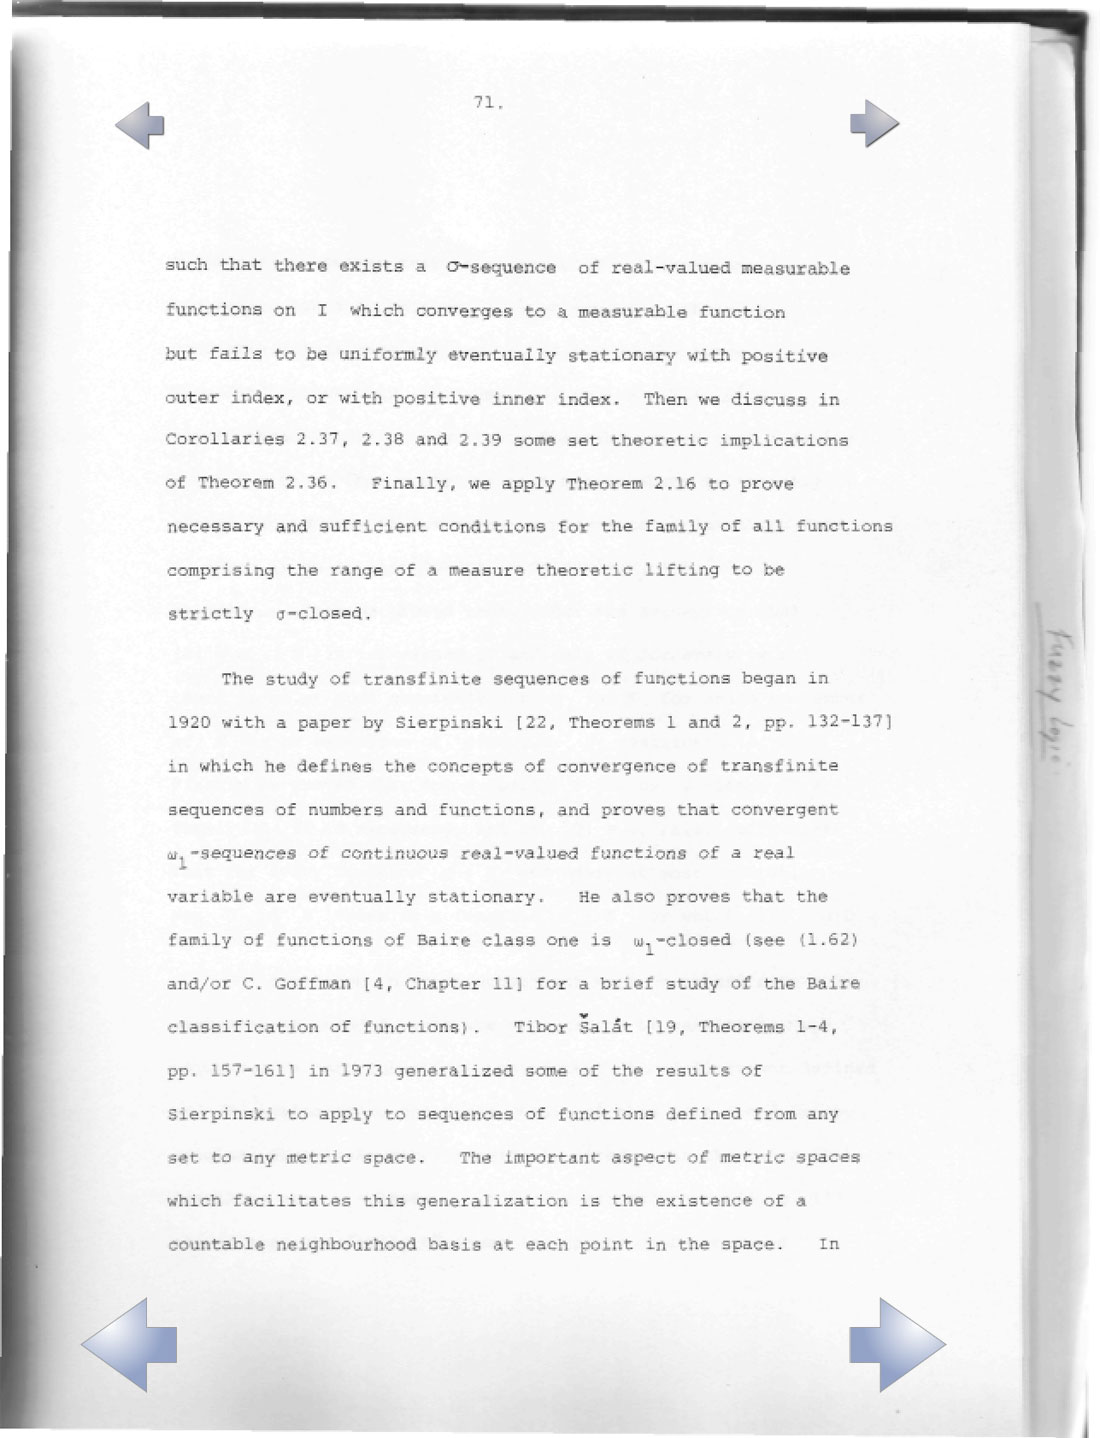 71.
such that there exists a σ-sequence of real-valued measurable
functions on I which converges to a measurable function
but fails to be uniformly eventually stationary with positive
outer index, or with positive inner index. Then we discuss in
Corollaries 2.37, 2.38 and 2.39 some set theoretic implications
of Theorem 2.36. Finally, we apply Theorem 2.16 to prove
necessary and sufficient conditions for the family of all functions
comprising the range of a measure theoretic lifting to be
strictly σ-closed.
The study of transfinite sequences of functions began in
1920 with a paper by Sierpinski [22, Theorems 1 and 2, pp. 132-137]
in which he defines the concepts of convergence of transfinite
sequences of numbers and functions, and proves that convergent
ω₁-sequences of continuous real-valued functions of a real
variable are eventually stationary. He also proves that the
family of functions of Baire class one is ω₁-closed (see (1.62)
and/or C. Goffman [4, Chapter 11] for a brief study of the Baire
classification of functions). Tibor Šalát [19, Theorems 1-4,
pp. 157-161] in 1973 generalized some of the results of
Sierpinski to apply to sequences of functions defined from any
set to any metric space. The important aspect of metric spaces
which facilitates this generalization is the existence of a
countable neighbourhood basis at each point in the space. In
Fuzzy logic.